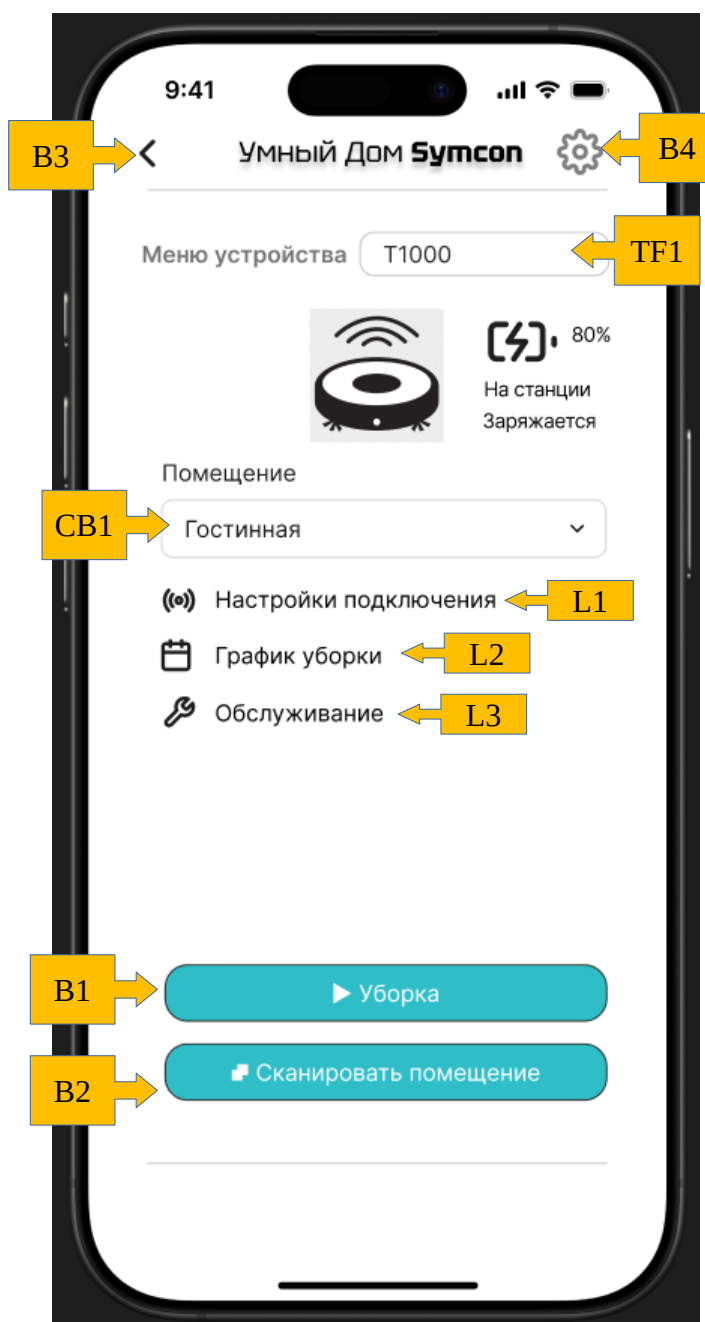 9:41
B3
Умный Дом Symcon
B4
Меню устройства
T1000
TF1
80%
На станции
Заряжается
Помещение
CB1
Гостинная
Настройки подключения
L1
График уборки
L2
Обслуживание
L3
B1
Уборка
B2
Сканировать помещение